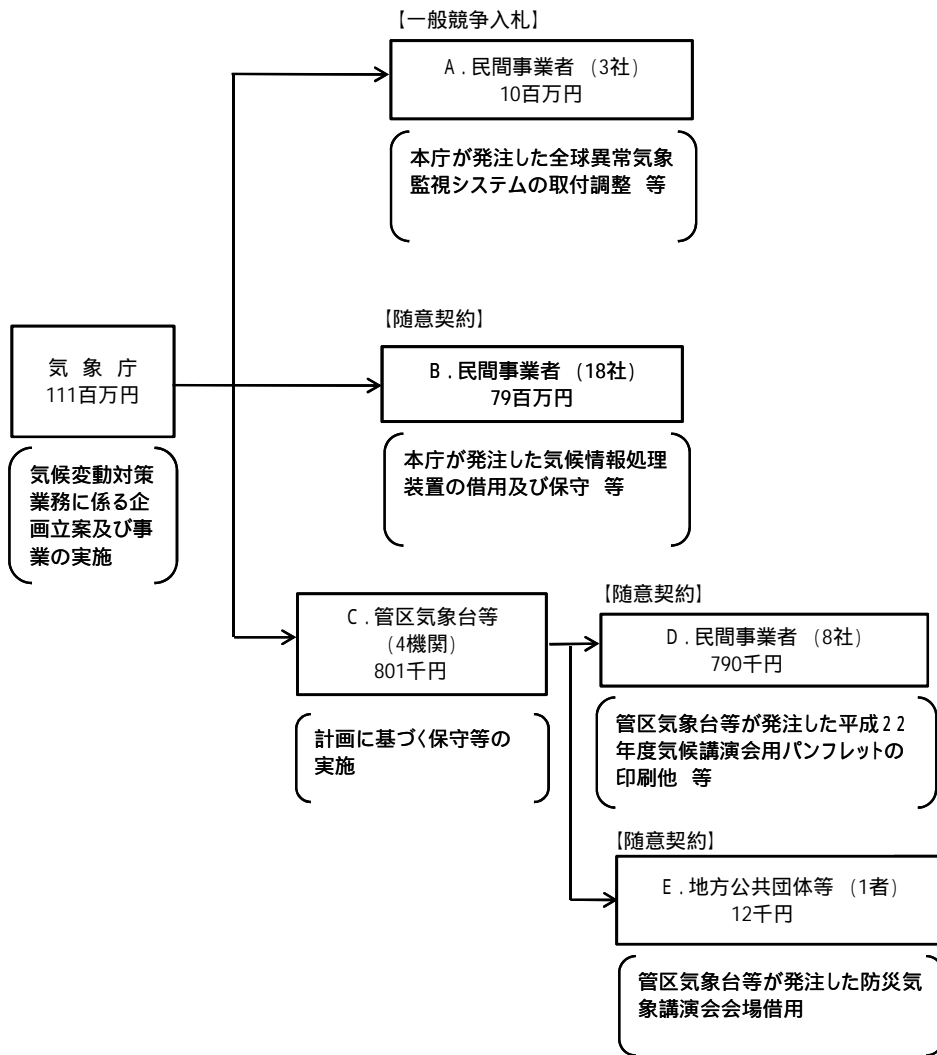 【一般競争入札】
A．民間事業者 (3社)
10百万円
本庁が発注した全球異常気象
監視システムの取付調整 等
【随意契約】
B．民間事業者 (18社)
79百万円
本庁が発注した気候情報処理
装置の借用及び保守 等
気 象 庁
111百万円
気候変動対策
業務に係る企
画立案及び事
業の実施
C．管区気象台等
(4機関)
801千円
計画に基づく保守等の
実施
【随意契約】
D．民間事業者 (8社)
790千円
管区気象台等が発注した平成22
年度気候講演会用パンフレットの
印刷他 等
【随意契約】
E．地方公共団体等 (1者)
12千円
管区気象台等が発注した防災気
象講演会会場借用